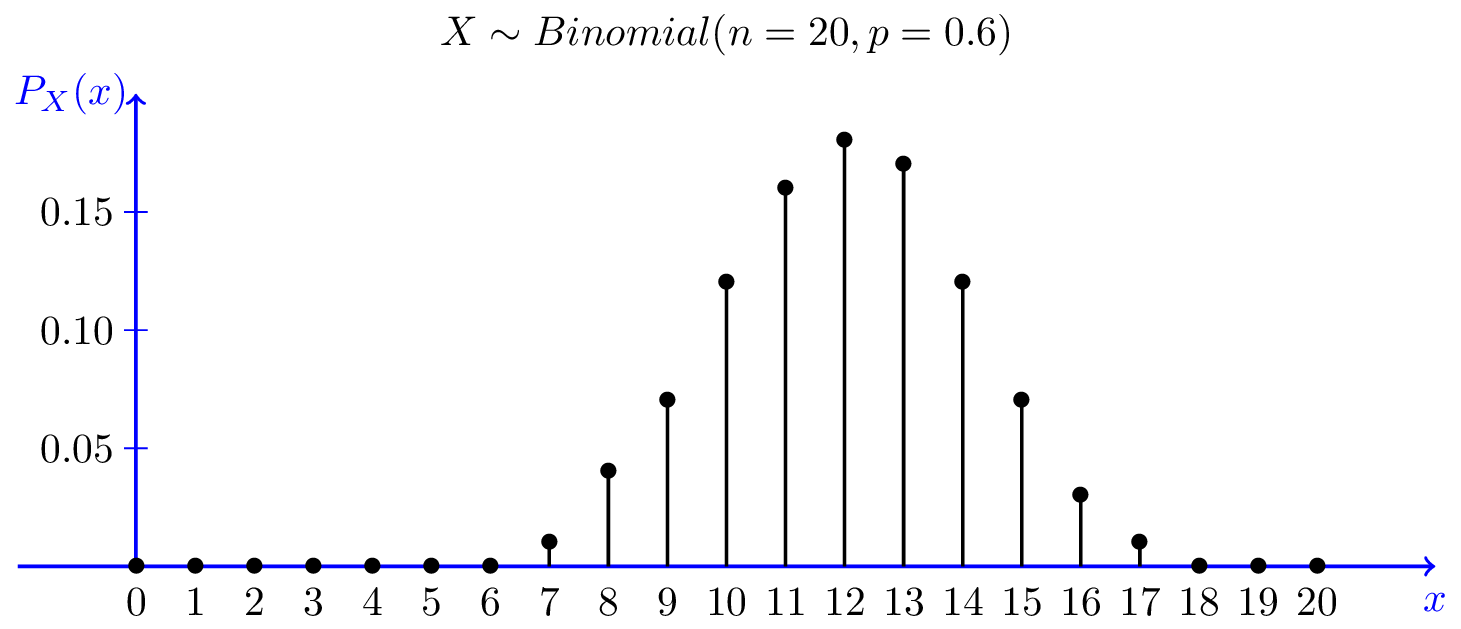 X ∼ Binomial(n = 20, p = 0.6)
P_X(x)
0.15
0.10
0.05
0 1 2 3 4 5 6 7 8 9 10 11 12 13 14 15 16 17 18 19 20 x